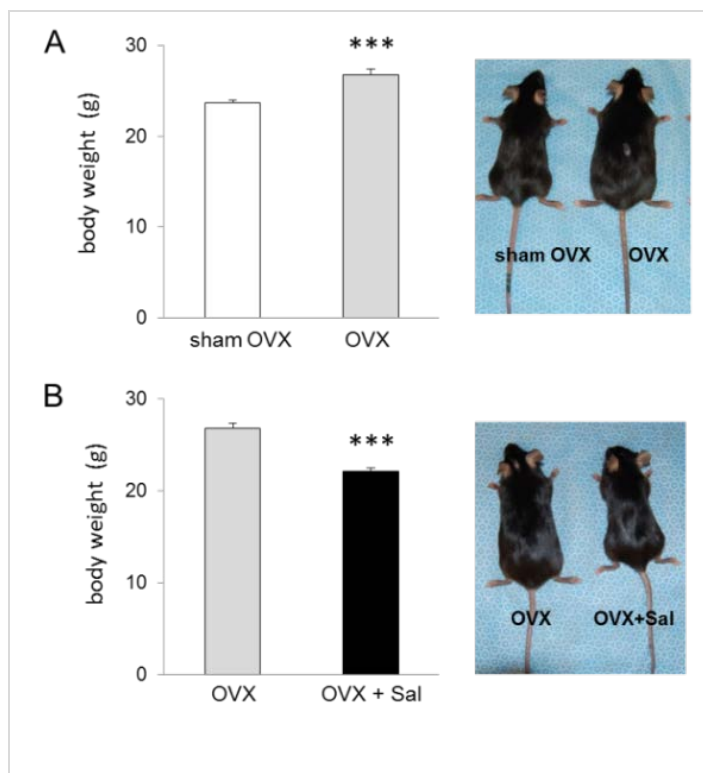 A
***
30
20
10
0
body weight (g)
sham OVX
OVX
sham OVX
OVX
B
***
30
20
10
0
body weight (g)
OVX
OVX + Sal
OVX
OVX+Sal